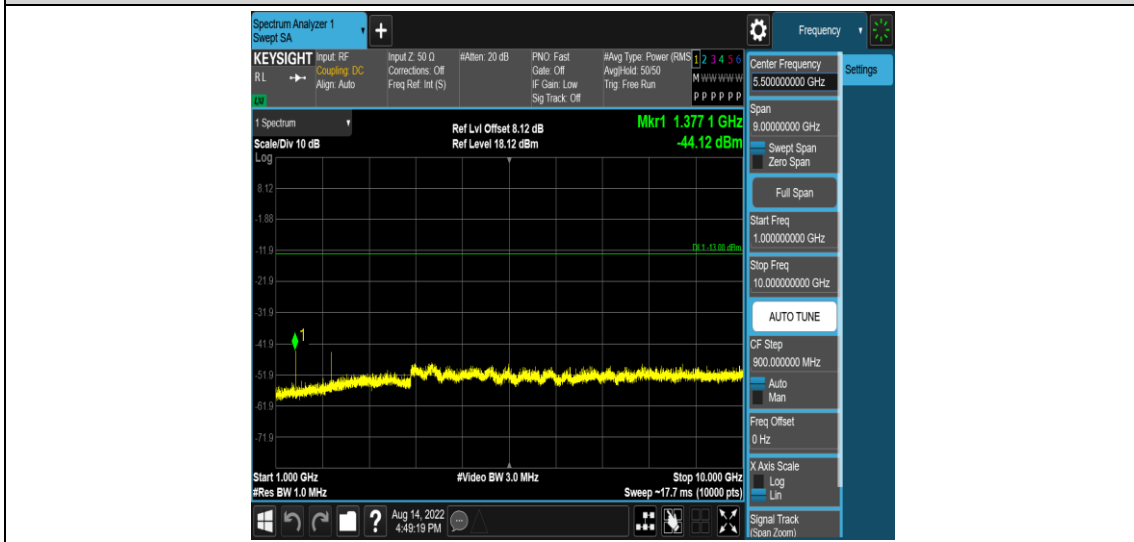 Spectrum Analyzer 1
Swept SA
+
Frequency
KEYSIGHT
RL
LXI
Input: RF
Coupling: DC
Align: Auto
Input Z: 50 Ω
Corrections: Off
Freq Ref: Int (S)
#Atten: 20 dB
PNO: Fast
Gate: Off
IF Gain: Low
Sig Track: Off
#Avg Type: Power (RMS
Avg|Hold: 50/50
Trig: Free Run
1 2 3 4 5 6
M W W W W W
P P P P P P
1 Spectrum
Scale/Div 10 dB
Log
Ref Lvl Offset 8.12 dB
Ref Level 18.12 dBm
Mkr1 1.377 1 GHz
-44.12 dBm
8.12
-1.88
-11.9
-21.9
-31.9
-41.9
-51.9
-61.9
-71.9
DL1 -13.00 dBm
1
Start 1.000 GHz
#Res BW 1.0 MHz
#Video BW 3.0 MHz
Stop 10.000 GHz
Sweep ~17.7 ms (10000 pts)
Center Frequency
5.50000000 GHz
Settings
Span
9.00000000 GHz
Swept Span
Zero Span
Full Span
Start Freq
1.000000000 GHz
Stop Freq
10.000000000 GHz
AUTO TUNE
CF Step
900.000000 MHz
Auto
Man
Freq Offset
0 Hz
X Axis Scale
Log
Lin
Signal Track
(Span Zoom)
?
Aug 14, 2022
4:49:19 PM